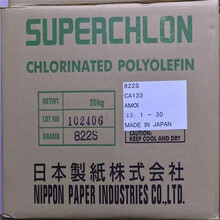 SUPERCHLON
CHLORINATED POLYOLEFIN
NETWT 20kg
LOT NO 102406
BRAND 822S
822S
CA133
AMOI
1 - 30
MADE IN JAPAN
CAUTION:
KEEP COOL AND DRY
日本製紙株式会社
NIPPON PAPER INDUSTRIES CO.,LTD.